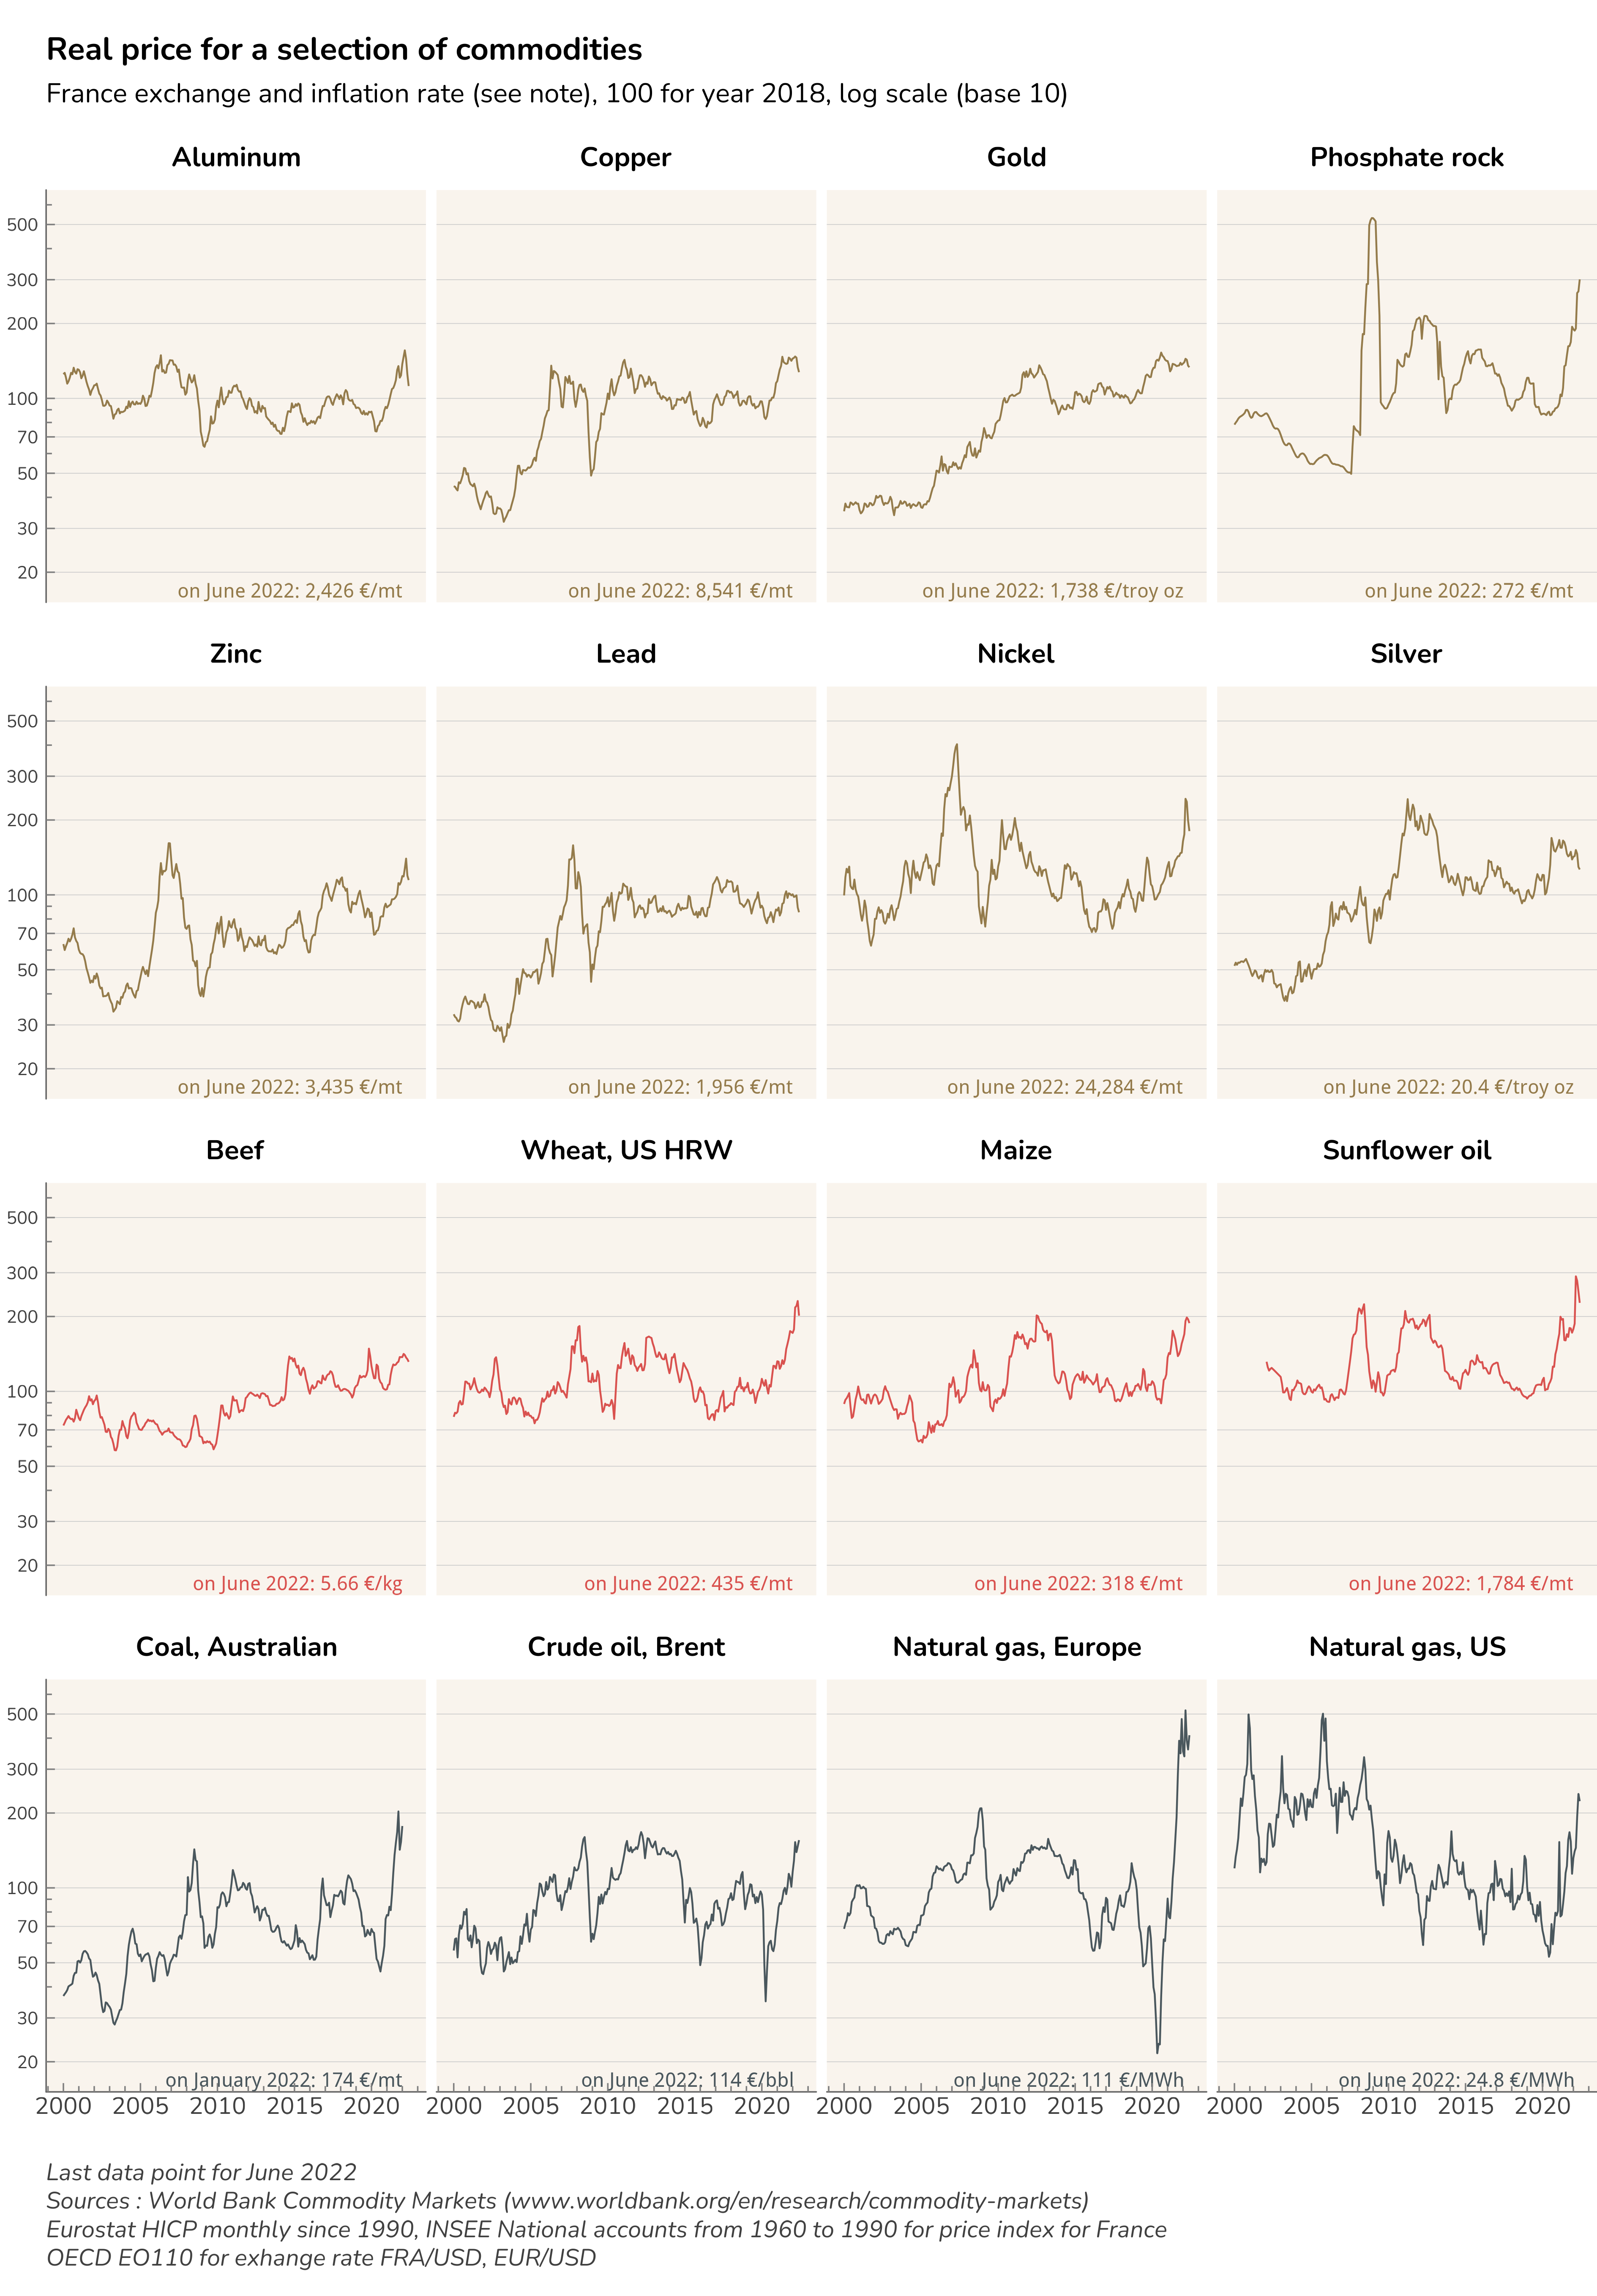 Real price for a selection of commodities
France exchange and inflation rate (see note), 100 for year 2018, log scale (base 10)
Aluminum Copper Gold Phosphate rock
500
300
200
100
70
50
30
20
on June 2022: 2,426 €/mt on June 2022: 8,541 €/mt on June 2022: 1,738 €/troy oz on June 2022: 272 €/mt
Zinc Lead Nickel Silver
500
300
200
100
70
50
30
20
on June 2022: 3,435 €/mt on June 2022: 1,956 €/mt on June 2022: 24,284 €/mt on June 2022: 20.4 €/troy oz
Beef Wheat, US HRW Maize Sunflower oil
500
300
200
100
70
50
30
20
on June 2022: 5.66 €/kg on June 2022: 435 €/mt on June 2022: 318 €/mt on June 2022: 1,784 €/mt
Coal, Australian Crude oil, Brent Natural gas, Europe Natural gas, US
500
300
200
100
70
50
30
20
on January 2022: 174 €/mt on June 2022: 114 €/bbl on June 2022: 111 €/MWh on June 2022: 24.8 €/MWh
2000 2005 2010 2015 2020 2000 2005 2010 2015 2020 2000 2005 2010 2015 2020 2000 2005 2010 2015 2020
Last data point for June 2022
Sources : World Bank Commodity Markets (www.worldbank.org/en/research/commodity-markets)
Eurostat HICP monthly since 1990, INSEE National accounts from 1960 to 1990 for price index for France
OECD EO110 for exhange rate FRA/USD, EUR/USD